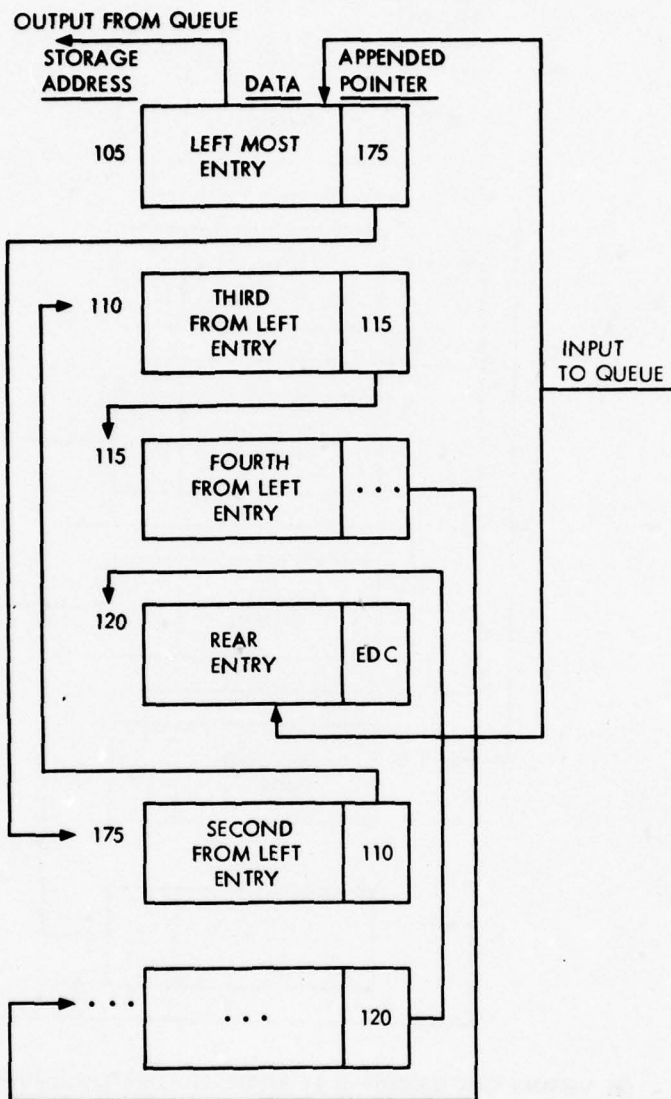 OUTPUT FROM QUEUE
STORAGE ADDRESS
DATA
APPENDED POINTER
105
LEFT MOST
ENTRY
175
110
THIRD
FROM LEFT
ENTRY
115
INPUT
TO QUEUE
115
FOURTH
FROM LEFT
ENTRY
...
120
REAR
ENTRY
EDC
175
SECOND
FROM LEFT
ENTRY
110
...
...
120